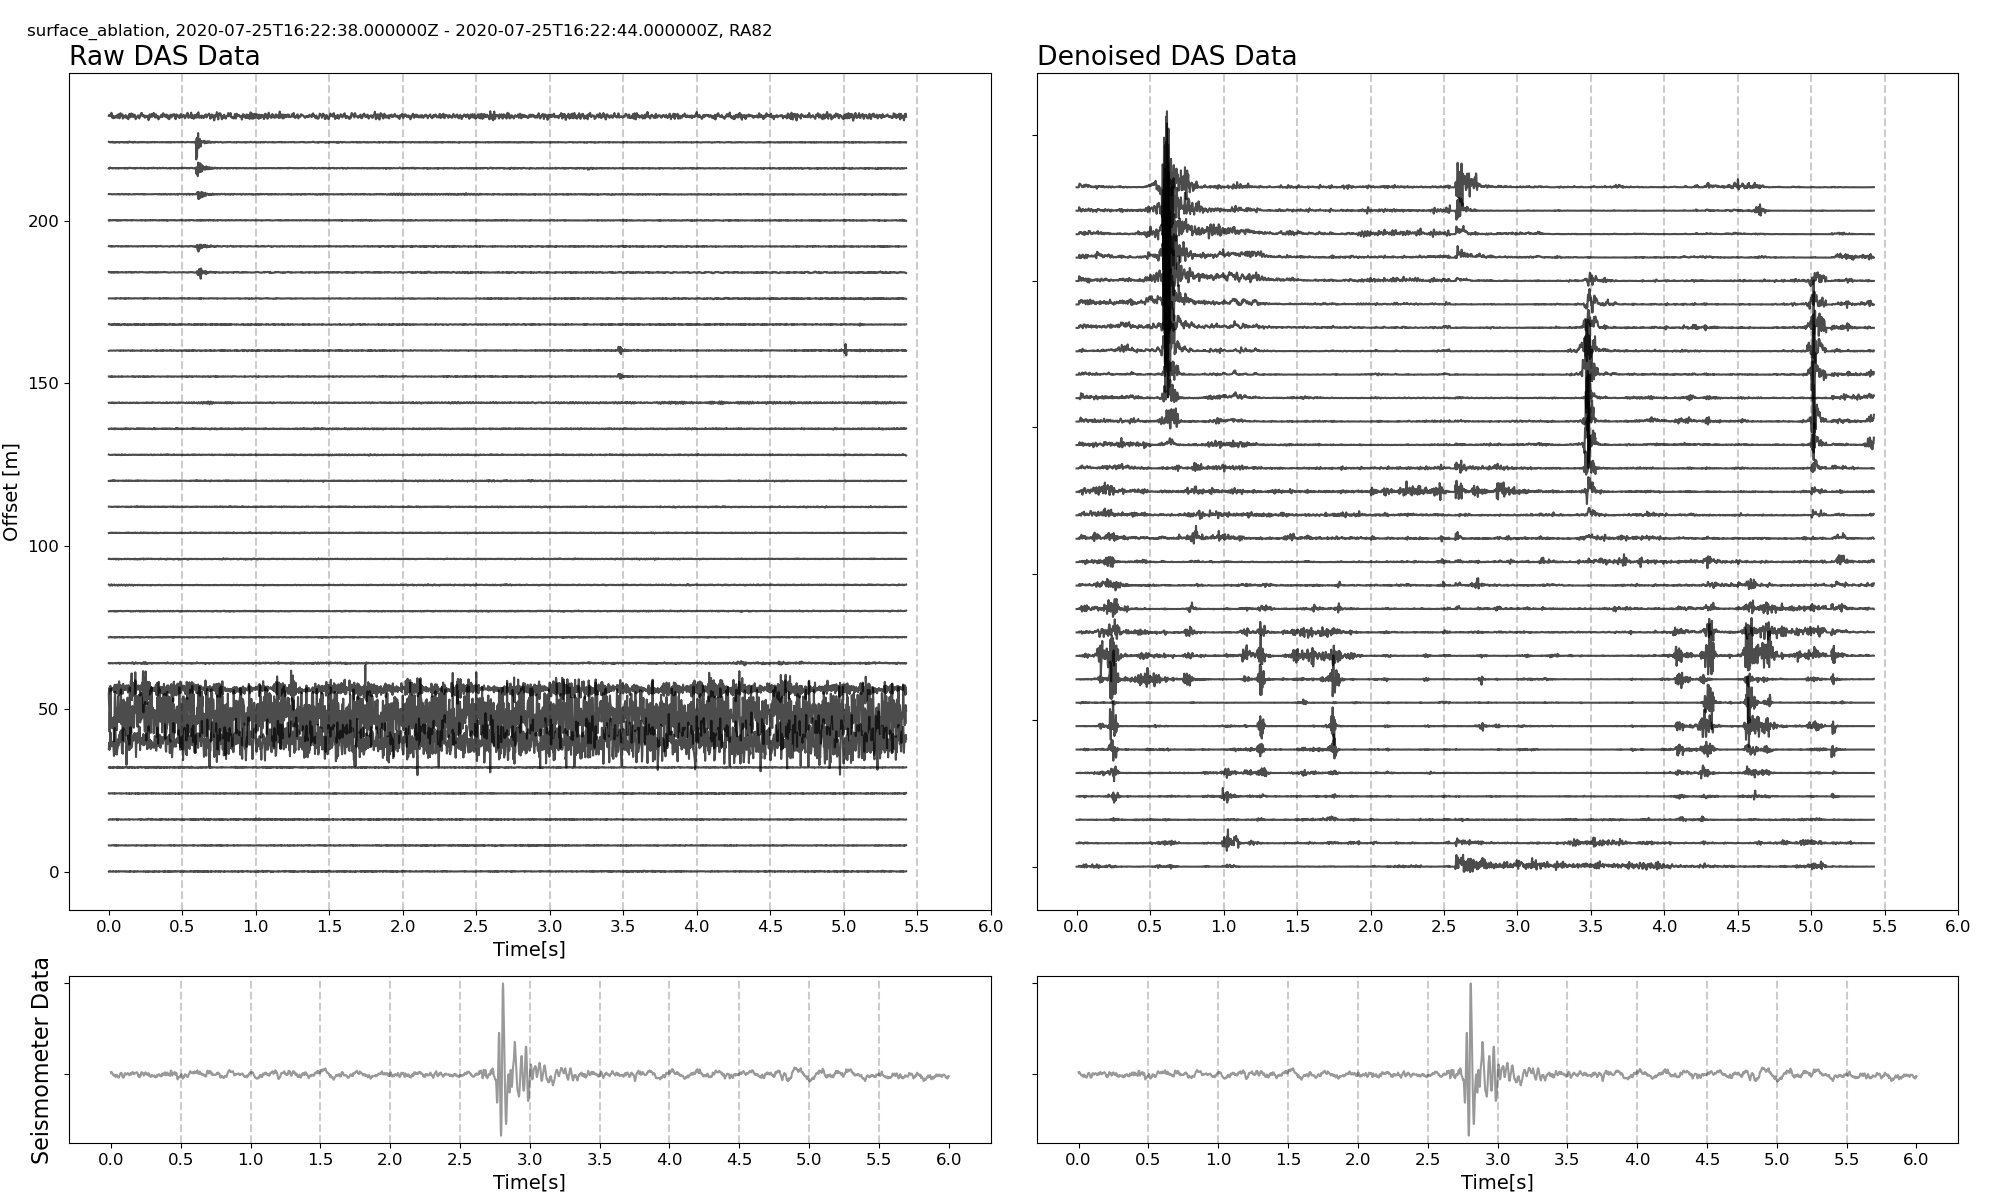 surface_ablation, 2020-07-25T16:22:38.000000Z - 2020-07-25T16:22:44.000000Z, RA82
Raw DAS Data
Offset [m]
200
150
100
50
0
0.0 0.5 1.0 1.5 2.0 2.5 3.0 3.5 4.0 4.5 5.0 5.5 6.0
Time[s]
Denoised DAS Data
0.0 0.5 1.0 1.5 2.0 2.5 3.0 3.5 4.0 4.5 5.0 5.5 6.0
Seismometer Data
0.0 0.5 1.0 1.5 2.0 2.5 3.0 3.5 4.0 4.5 5.0 5.5 6.0
Time[s]
0.0 0.5 1.0 1.5 2.0 2.5 3.0 3.5 4.0 4.5 5.0 5.5 6.0
Time[s]